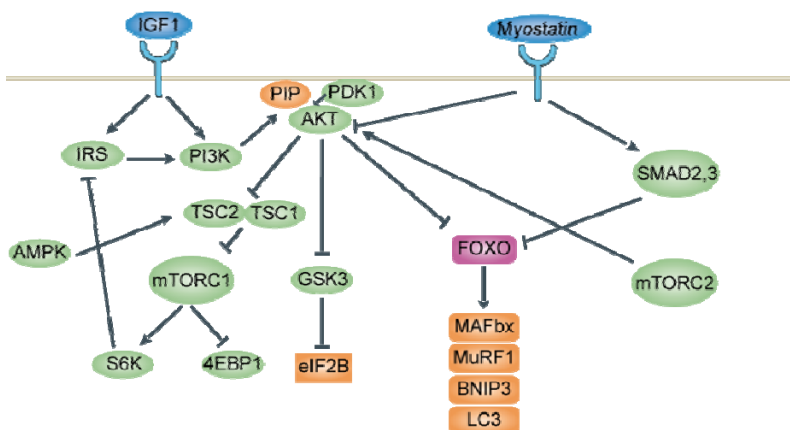 IGF1
Myostatin
PIP
PDK1
AKT
IRS
PI3K
SMAD2,3
TSC2
TSC1
AMPK
FOXO
mTORC1
GSK3
mTORC2
MAFbx
S6K
4EBP1
eIF2B
MuRF1
BNIP3
LC3